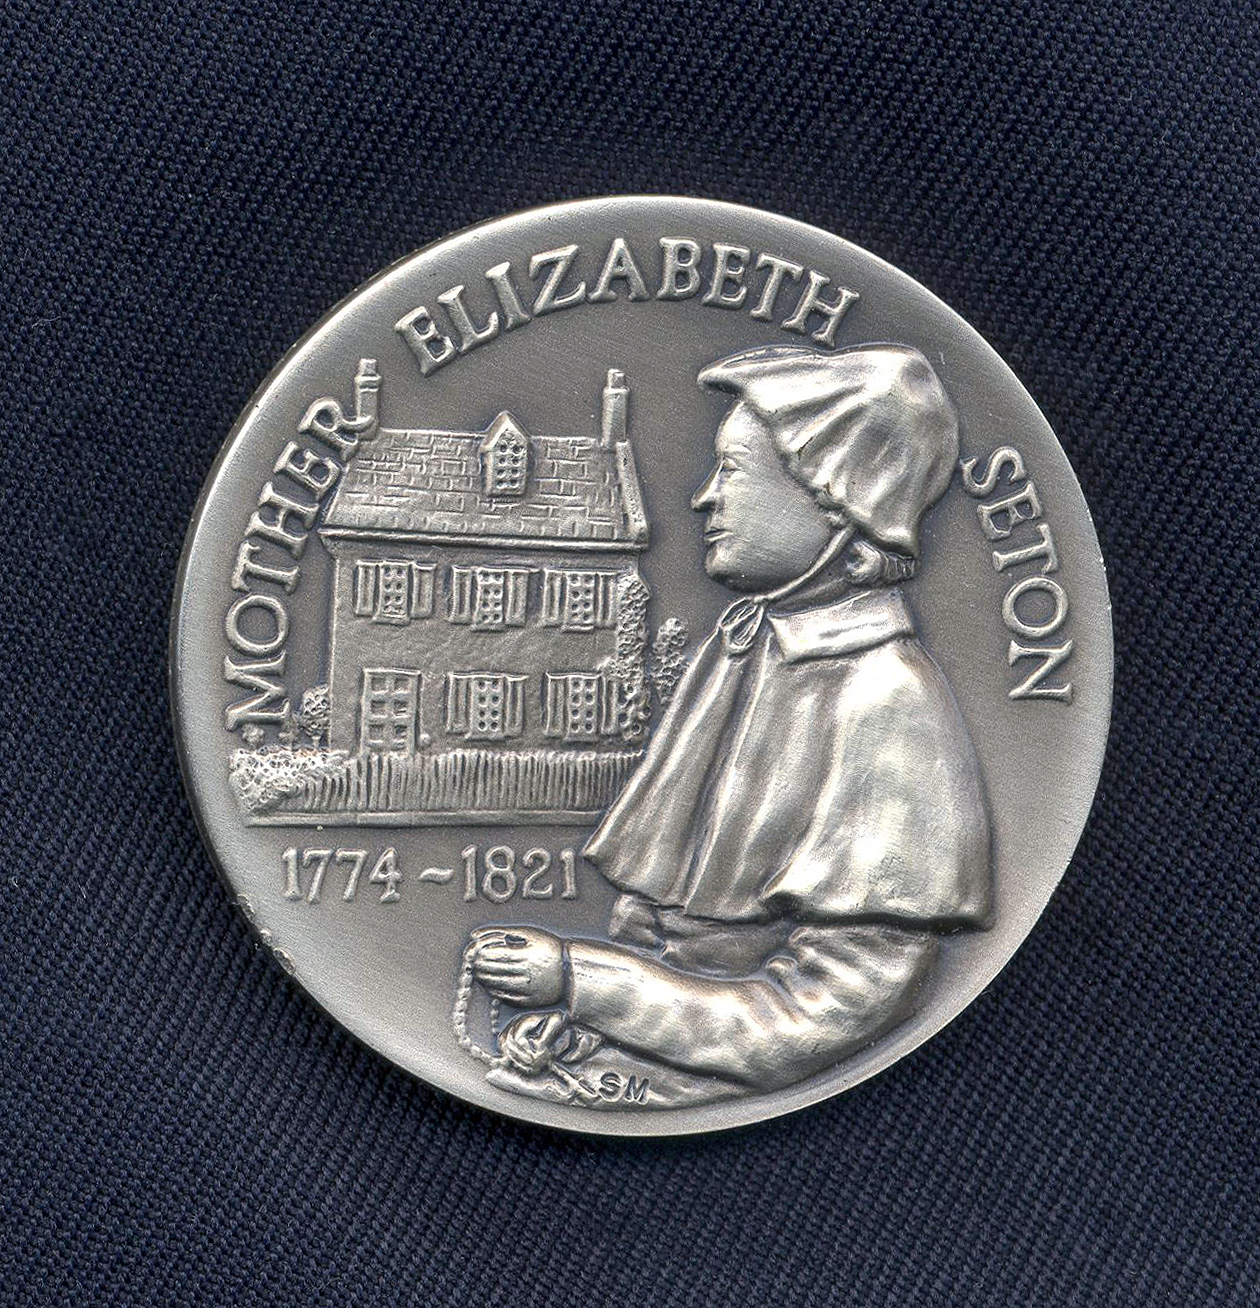 MOTHER ELIZABETH SETON
1774 ~ 1821
SM